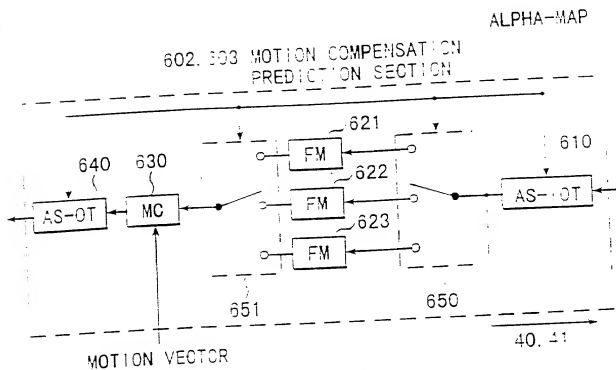 ALPHA-MAP
602, 603 MOTION COMPENSATION
PREDICTION SECTION
621
FM
640
630
622
610
AS-OT
MC
FM
AS-OT
623
FM
651
650
MOTION VECTOR
40, 41